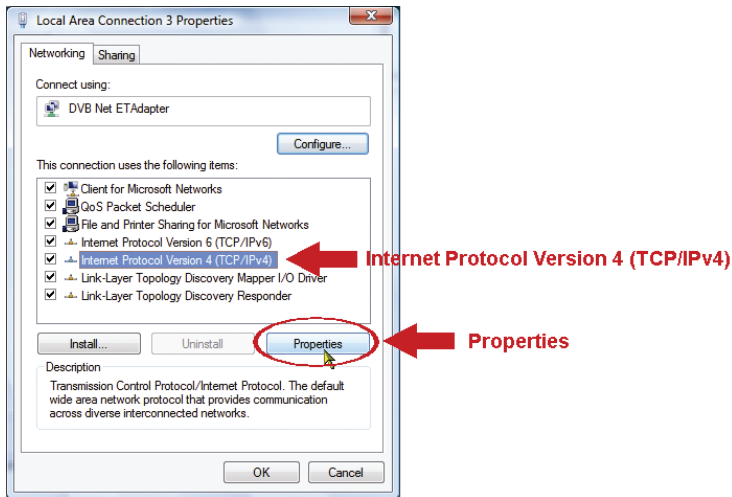 Local Area Connection 3 Properties
Networking
Sharing
Connect using:
DVB Net ETAdapter
Configure...
This connection uses the following items:
Client for Microsoft Networks
QoS Packet Scheduler
File and Printer Sharing for Microsoft Networks
Internet Protocol Version 6 (TCP/IPv6)
Internet Protocol Version 4 (TCP/IPv4)
Internet Protocol Version 4 (TCP/IPv4)
Link-Layer Topology Discovery Mapper I/O Driver
Link-Layer Topology Discovery Responder
Install...
Uninstall
Properties
Properties
Description
Transmission Control Protocol/Internet Protocol. The default
wide area network protocol that provides communication
across diverse interconnected networks.
OK
Cancel